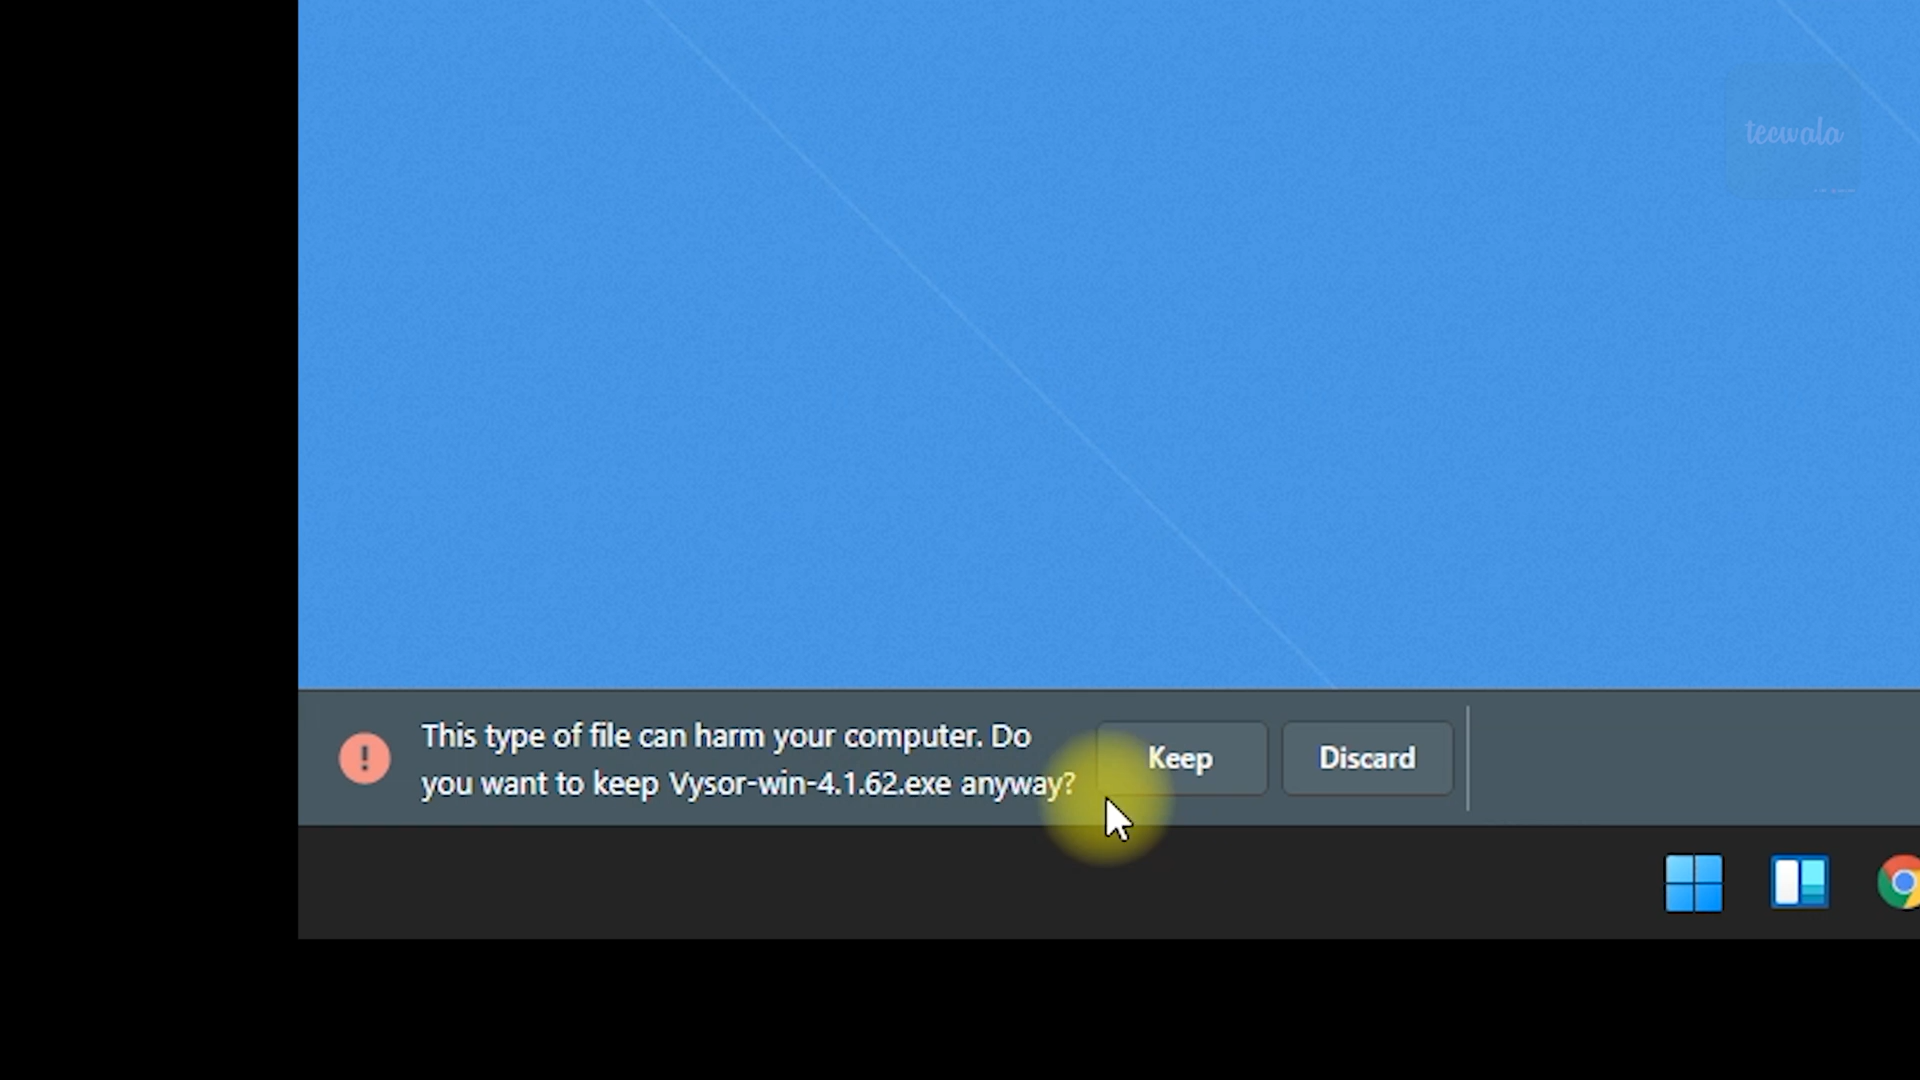 teewala
This type of file can harm your computer. Do
you want to keep Vysor-win-4.1.62.exe anyway?
Keep
Discard